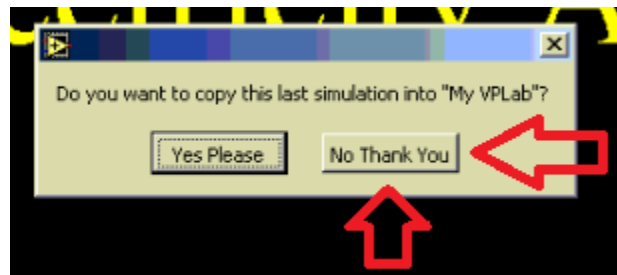 Do you want to copy this last simulation into "My VPLab"?
Yes Please
No Thank You